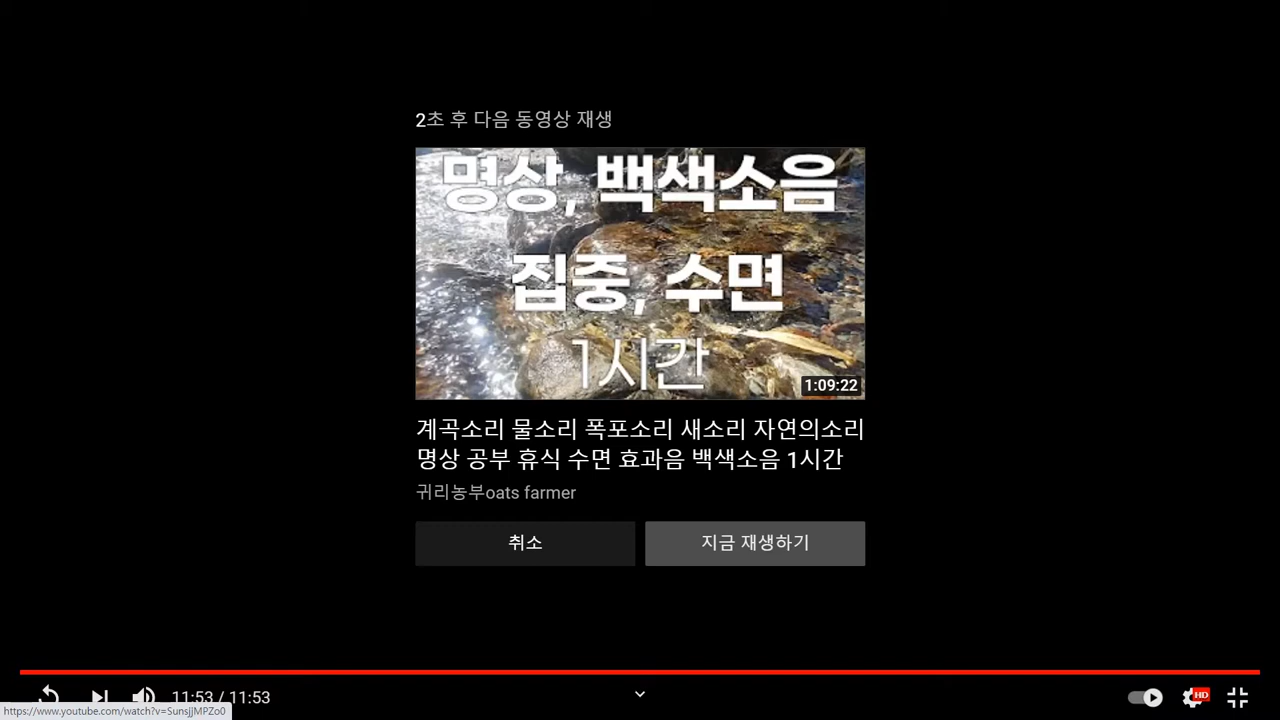 2초 후 다음 동영상 재생
명상, 백색소음
집중, 수면
1시간
1:09:22
계곡소리 물소리 폭포소리 새소리 자연의소리
명상 공부 휴식 수면 효과음 백색소음 1시간
귀리농부oats farmer
취소
지금 재생하기
11:53 / 11:53
HD
https://www.youtube.com/watch?v=SunsJjMPZo0